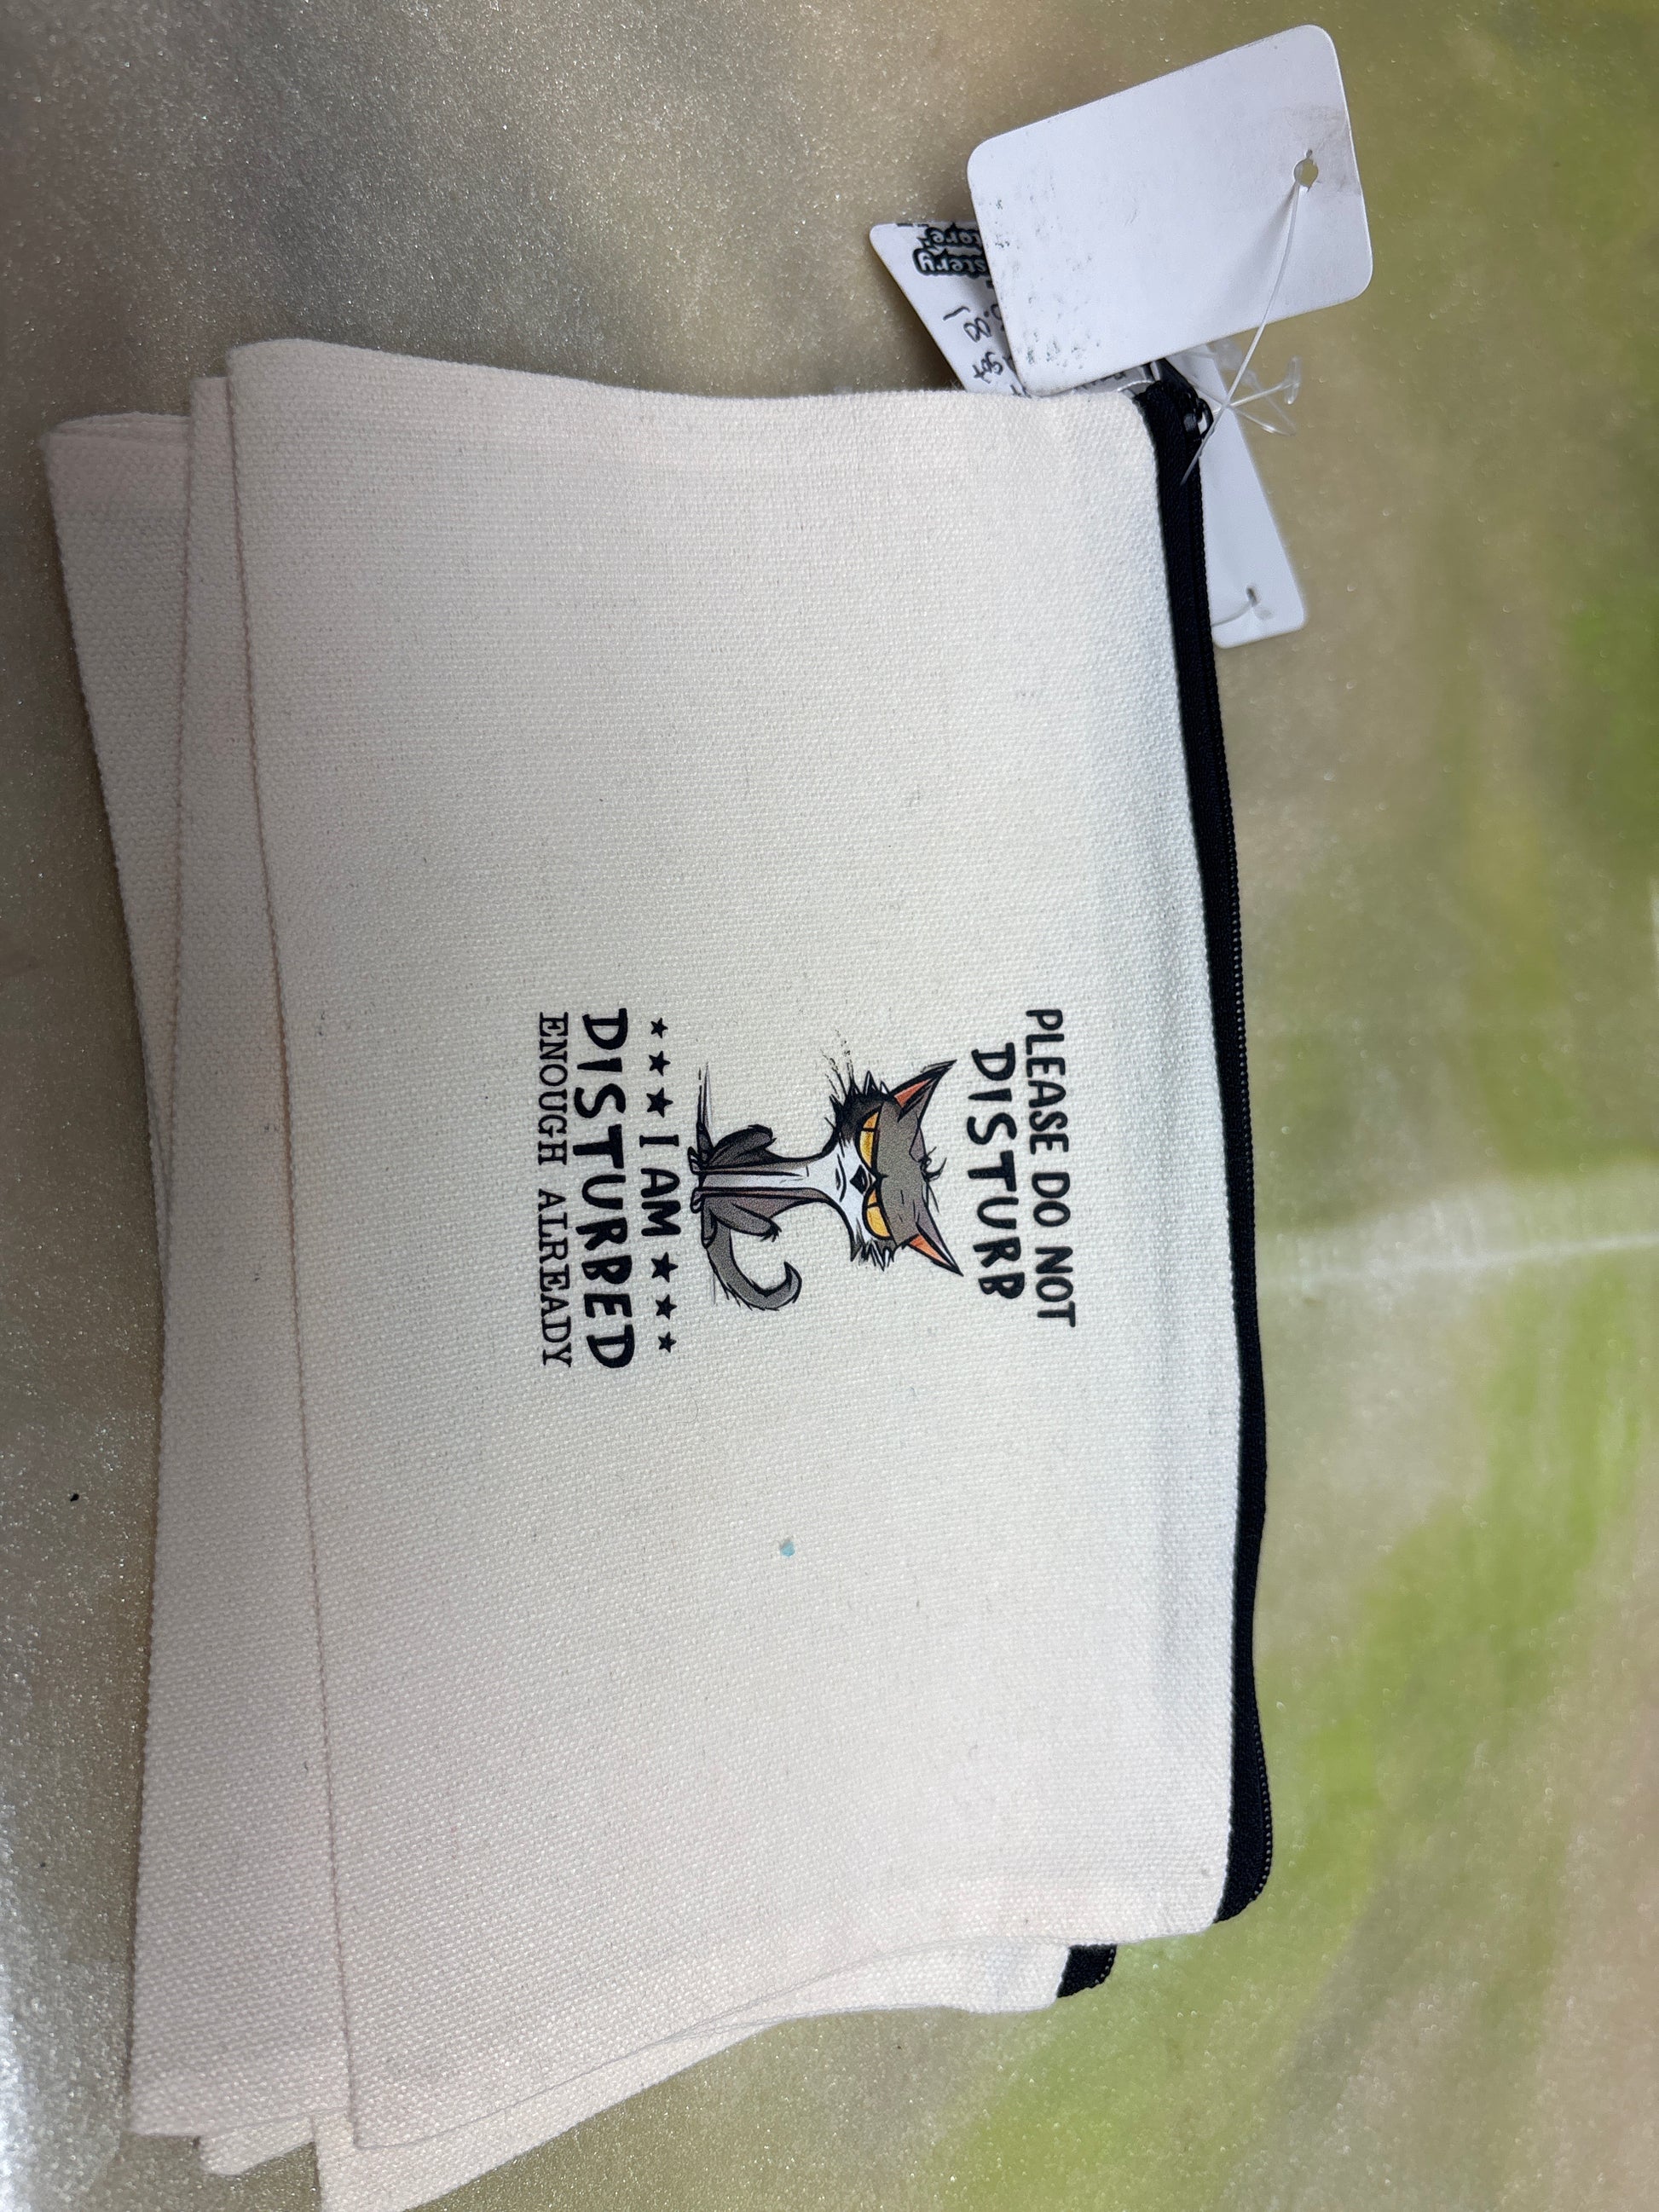 PLEASE DO NOT
DISTURB
★ ★ ★ I AM ★ ★ ★
DISTURBED
ENOUGH ALREADY